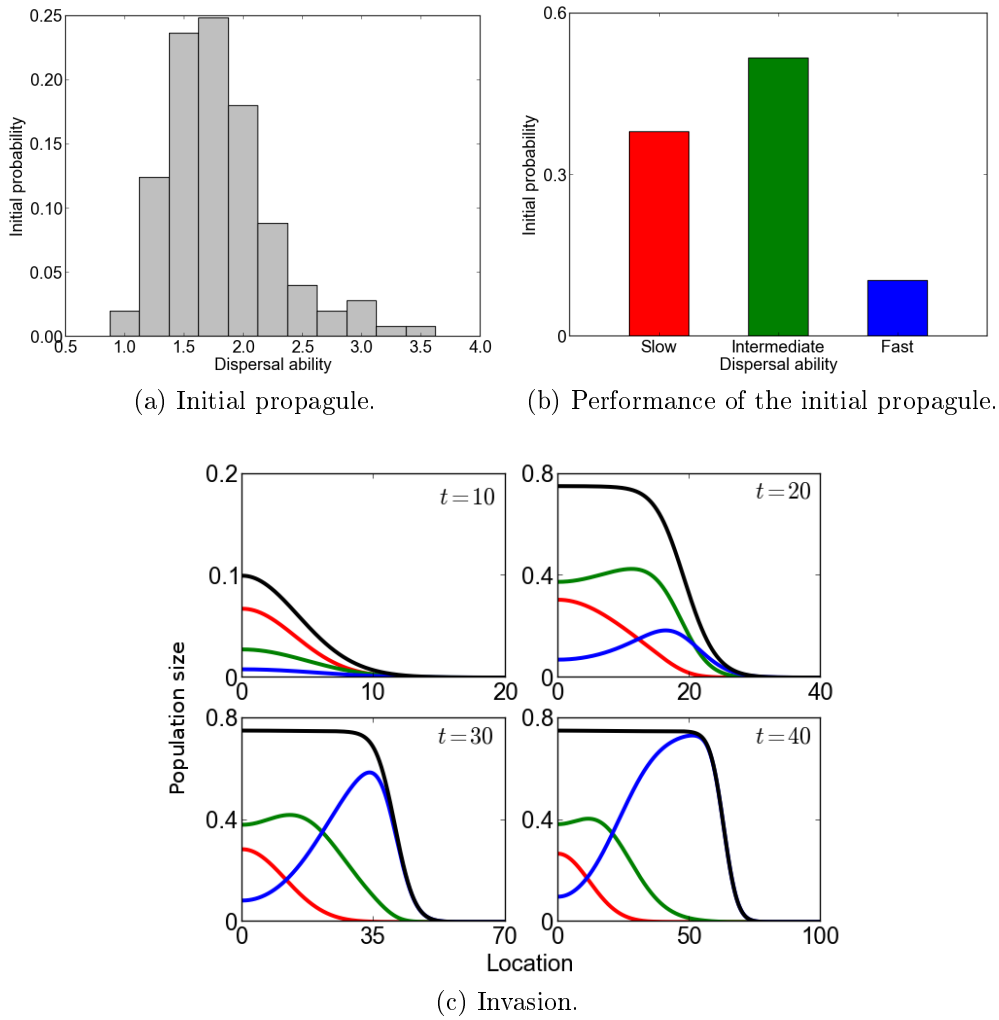 0.25
0.20
0.15
0.10
0.05
0.00
Initial probability
0.5 1.0 1.5 2.0 2.5 3.0 3.5 4.0
Dispersal ability
(a) Initial propagule.
0.6
0.3
0
Initial probability
Slow Intermediate Fast
Dispersal ability
(b) Performance of the initial propagule.
Population size
0.2
0.1
0
t = 10
0 10 20
0.8
0.4
0
t = 20
0 20 40
0.8
0.4
0
t = 30
0 35 70
0.8
0.4
0
t = 40
0 50 100
Location
(c) Invasion.